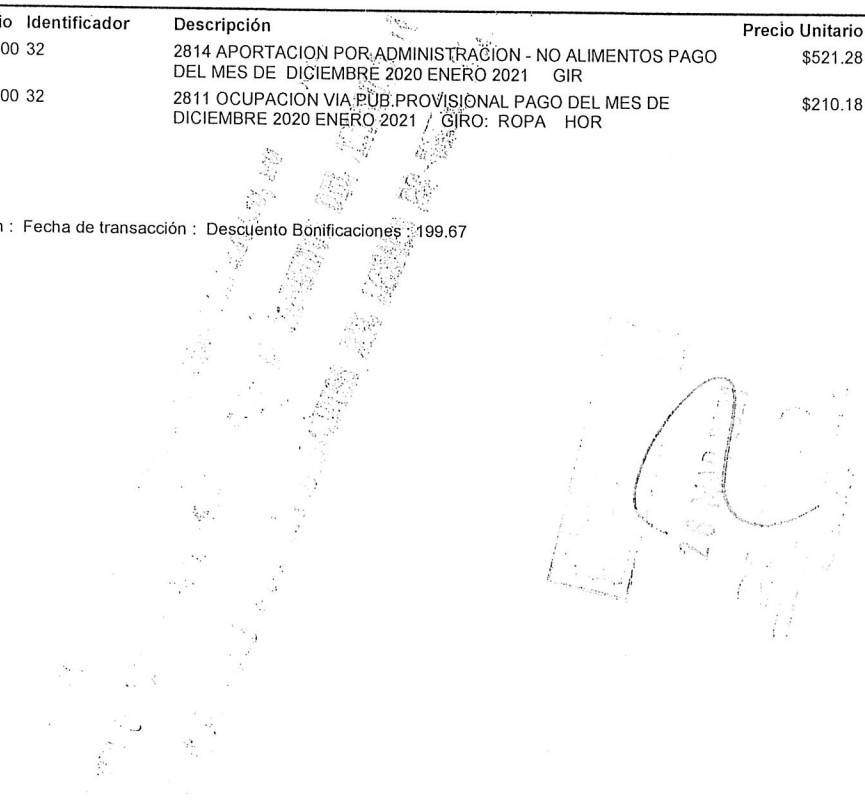 io Identificador Descripción Precio Unitario
00 32 2814 APORTACION POR ADMINISTRACION - NO ALIMENTOS PAGO $521.28
DEL MES DE DICIEMBRE 2020 ENERO 2021 GIR
00 32 2811 OCUPACION VIA PUB.PROVISIONAL PAGO DEL MES DE $210.18
DICIEMBRE 2020 ENERO 2021 / GIRO: ROPA HOR
n : Fecha de transacción : Descuento Bonificaciones : 199.67